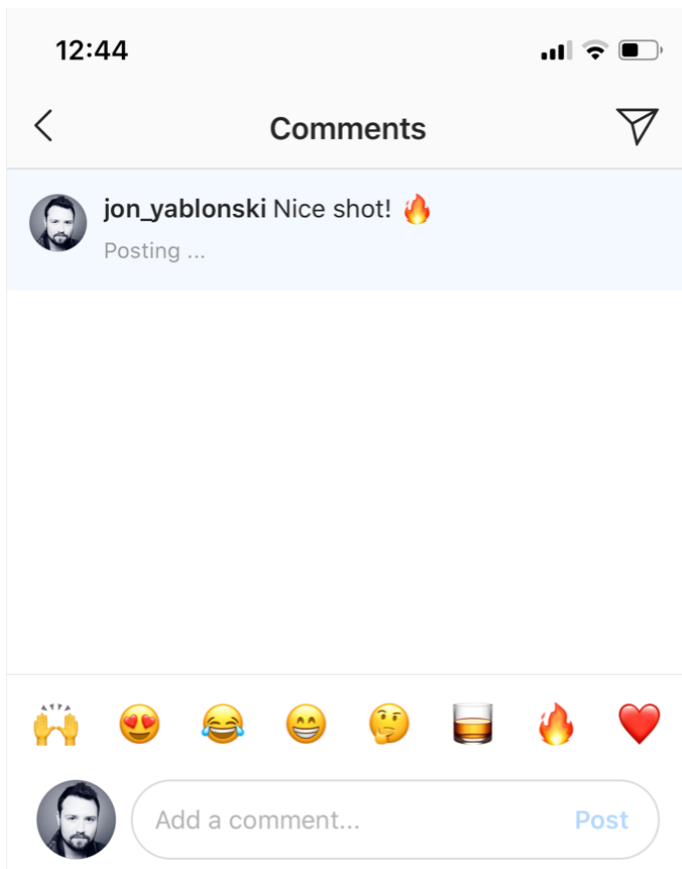 12:44
Comments
jon_yablonski Nice shot! 🔥
Posting ...
Add a comment... Post